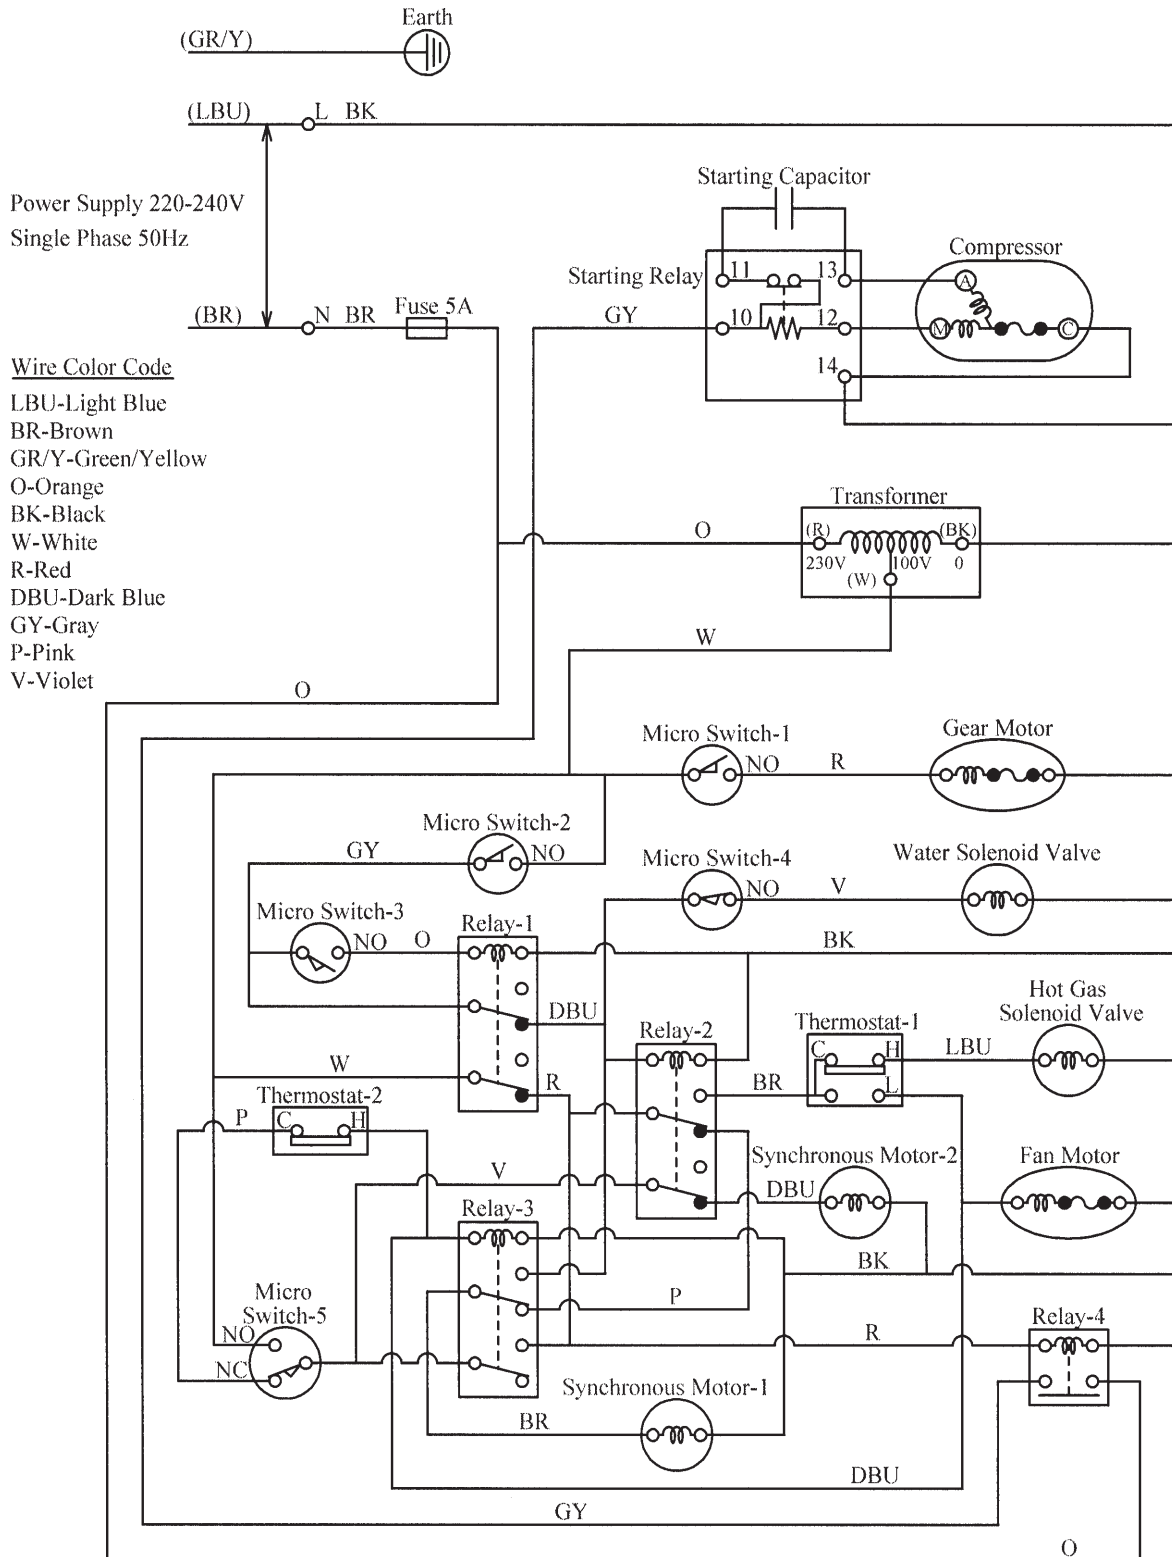 Earth
(GR/Y)
(LBU) L BK
Power Supply 220-240V
Single Phase 50Hz
(BR) N BR Fuse 5A
Wire Color Code
LBU-Light Blue
BR-Brown
GR/Y-Green/Yellow
O-Orange
BK-Black
W-White
R-Red
DBU-Dark Blue
GY-Gray
P-Pink
V-Violet
Starting Capacitor
Starting Relay
11 13
GY 10 12
14
Compressor
A
M C
Transformer
O (R) (BK)
230V 100V 0
(W)
W
O
Micro Switch-1
NO R
Gear Motor
Micro Switch-2
GY NO
Micro Switch-4
NO V
Water Solenoid Valve
Micro Switch-3
NO O
Relay-1
BK
DBU
Hot Gas
Solenoid Valve
Relay-2
Thermostat-1
C H LBU
BR L
W R
Thermostat-2
P C H
Synchronous Motor-2
DBU
Fan Motor
V
Relay-3
BK
P
Micro
Switch-5
NO
NC
R
Relay-4
Synchronous Motor-1
BR
DBU
GY
O